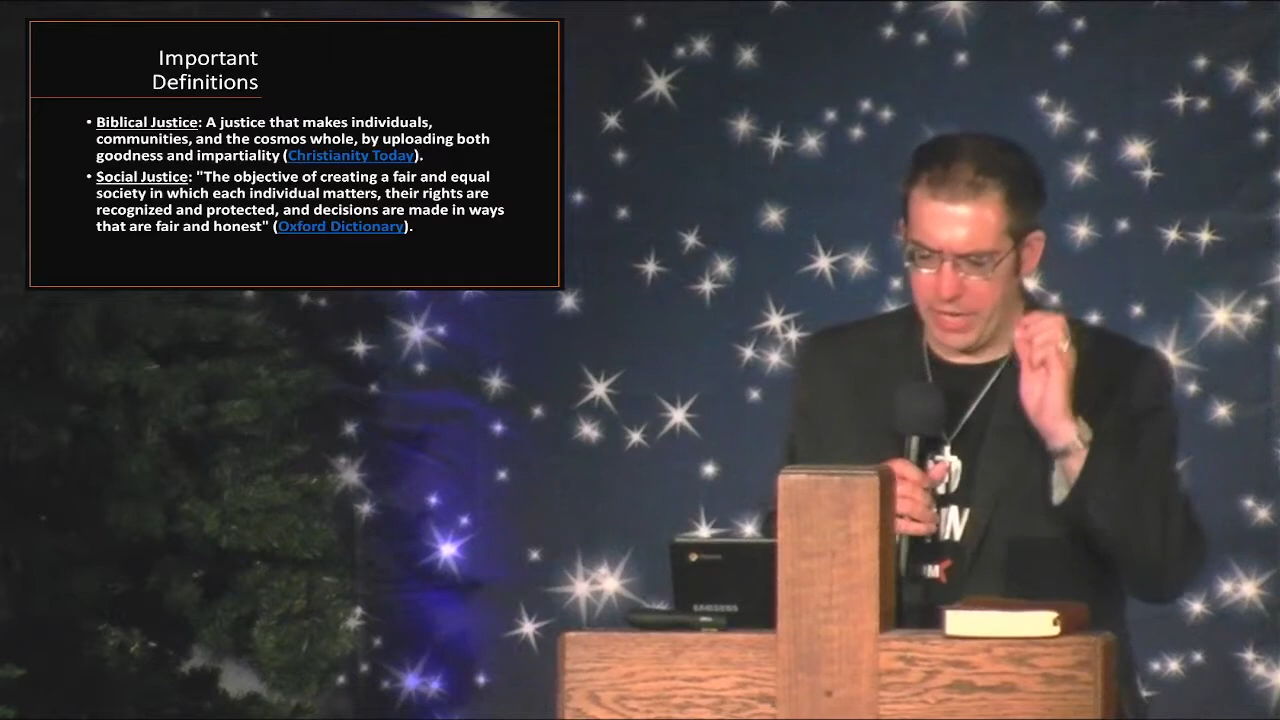 Important
Definitions
• Biblical Justice: A justice that makes individuals,
communities, and the cosmos whole, by uploading both
goodness and impartiality (Christianity Today).
• Social Justice: "The objective of creating a fair and equal
society in which each individual matters, their rights are
recognized and protected, and decisions are made in ways
that are fair and honest" (Oxford Dictionary).
SAMSUNG